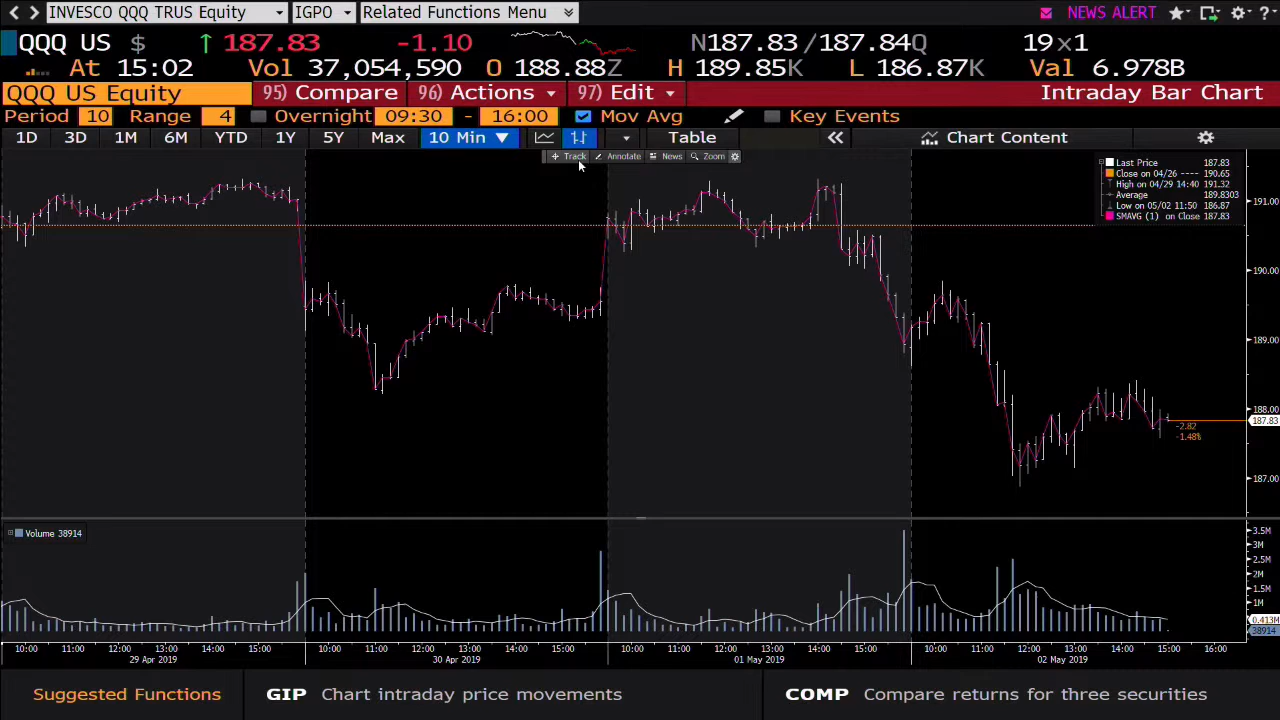 INVESCO QQQ TRUS Equity IGPO Related Functions Menu NEWS ALERT ?
QQQ US $ 187.83 -1.10 N187.83 /187.84Q 19x1
At 15:02 Vol 37,054,590 O 188.88Z H 189.85K L 186.87K Val 6.978B
QQQ US Equity 95) Compare 96) Actions 97) Edit Intraday Bar Chart
Period 10 Range 4 Overnight 09:30 - 16:00 Mov Avg Key Events
1D 3D 1M 6M YTD 1Y 5Y Max 10 Min Table Chart Content
Track Annotate News Zoom
Last Price 187.83
Close on 04/26 ---- 190.65
High on 04/29 14:40 191.32
Average 189.8303
Low on 05/02 11:50 186.87
SMAVG (1) on Close 187.83
191.00
190.00
189.00
188.00
187.83
-2.82
-1.48%
187.00
Volume 38914
3.5M
3M
2.5M
2M
1.5M
1M
0.413M
38914
10:00 11:00 12:00 13:00 14:00 15:00 10:00 11:00 12:00 13:00 14:00 15:00 10:00 11:00 12:00 13:00 14:00 15:00 10:00 11:00 12:00 13:00 14:00 15:00 16:00
29 Apr 2019 30 Apr 2019 01 May 2019 02 May 2019
Suggested Functions GIP Chart intraday price movements COMP Compare returns for three securities